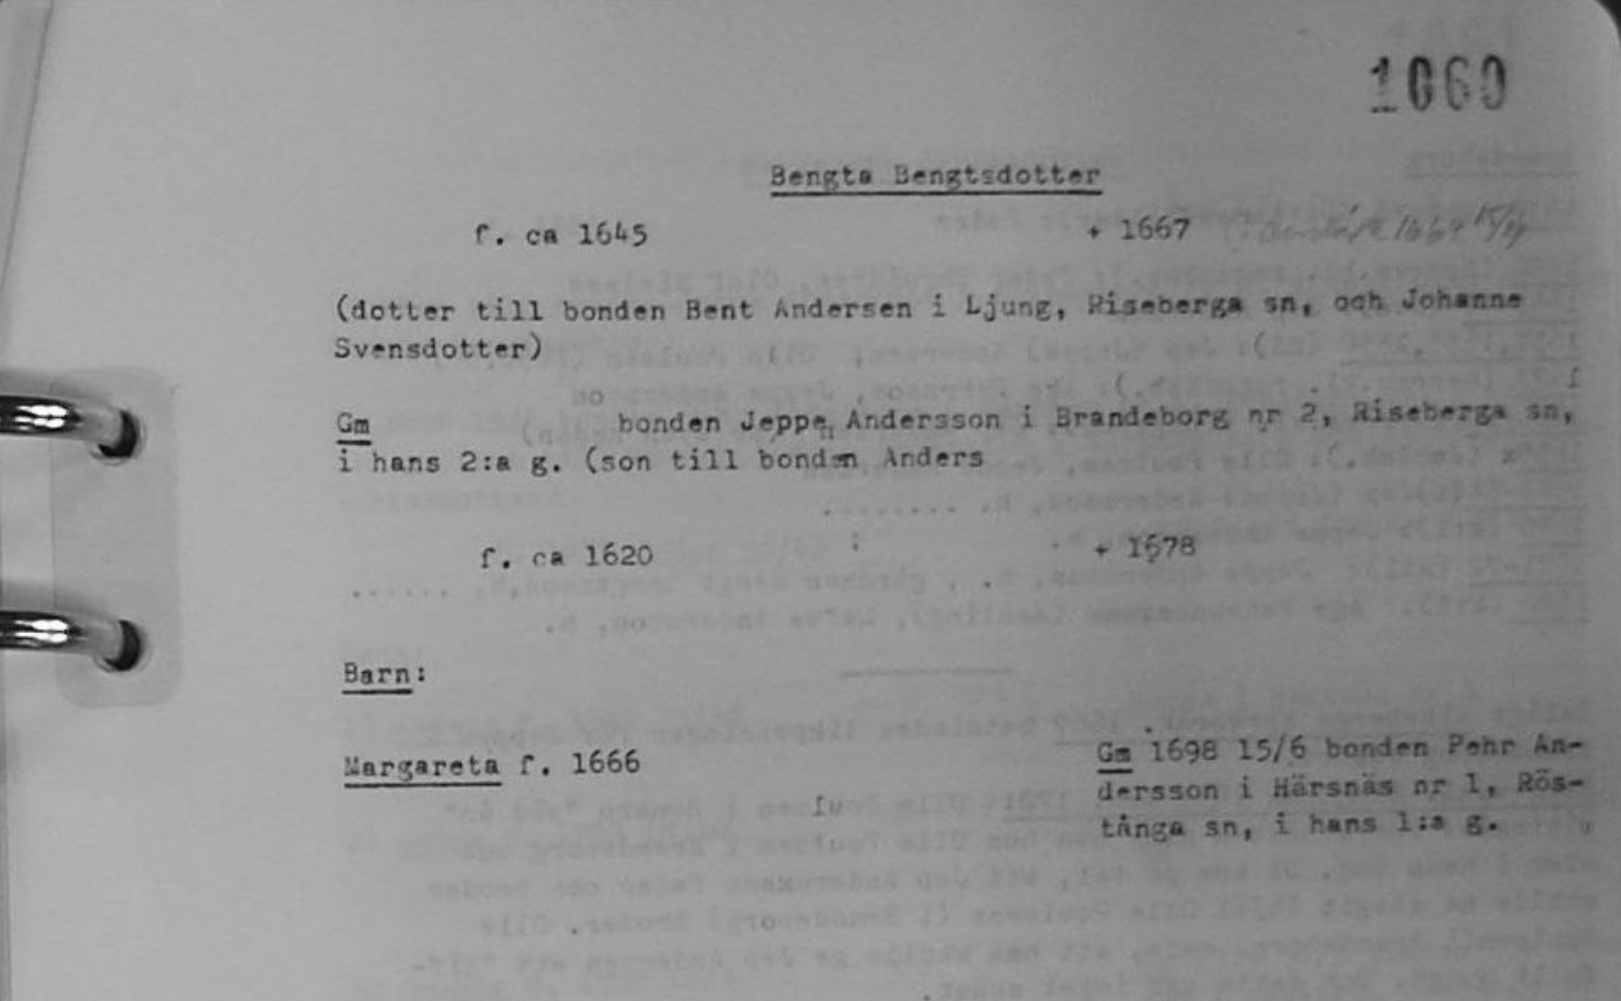 1060
Bengta Bengtsdotter
f. ca 1645 + 1667 1664 15/
(dotter till bonden Bent Andersen i Ljung, Riseberga sn, och Johanne
Svensdotter)
Gm bonden Jeppe Andersson i Brandeborg nr 2, Riseberga sn,
i hans 2:a g. (son till bonden Anders
f. ca 1620 + 1678
Barn:
Margareta f. 1666
Gm 1698 15/6 bonden Pehr An-
dersson i Härsnäs nr 1, Rös-
tånga sn, i hans 1:a g.